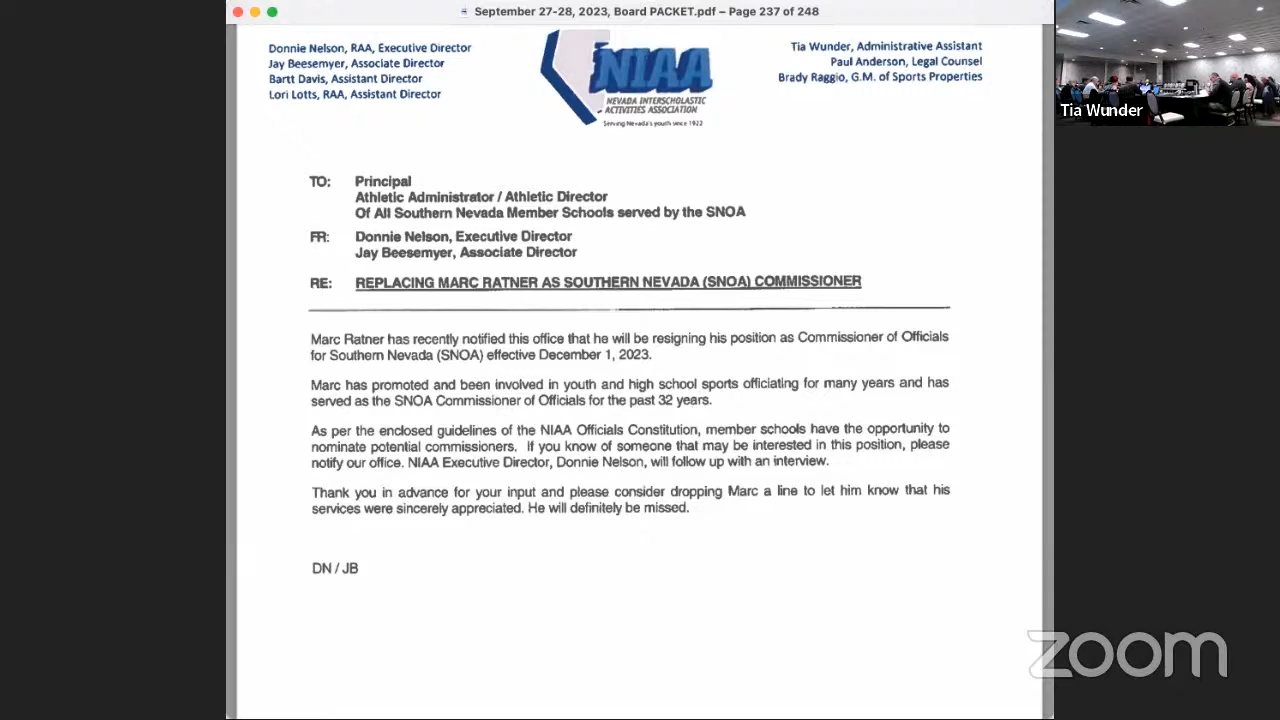 September 27-28, 2023, Board PACKET.pdf – Page 237 of 248
Donnie Nelson, RAA, Executive Director
Jay Beesemyer, Associate Director
Bartt Davis, Assistant Director
Lori Lotts, RAA, Assistant Director
NIAA
NEVADA INTERSCHOLASTIC
ACTIVITIES ASSOCIATION
Serving Nevada's youth since 1922
Tia Wunder, Administrative Assistant
Paul Anderson, Legal Counsel
Brady Raggio, G.M. of Sports Properties
Tia Wunder
TO: Principal
Athletic Administrator / Athletic Director
Of All Southern Nevada Member Schools served by the SNOA
FR: Donnie Nelson, Executive Director
Jay Beesemyer, Associate Director
RE: REPLACING MARC RATNER AS SOUTHERN NEVADA (SNOA) COMMISSIONER
Marc Ratner has recently notified this office that he will be resigning his position as Commissioner of Officials
for Southern Nevada (SNOA) effective December 1, 2023.
Marc has promoted and been involved in youth and high school sports officiating for many years and has
served as the SNOA Commissioner of Officials for the past 32 years.
As per the enclosed guidelines of the NIAA Officials Constitution, member schools have the opportunity to
nominate potential commissioners. If you know of someone that may be interested in this position, please
notify our office. NIAA Executive Director, Donnie Nelson, will follow up with an interview.
Thank you in advance for your input and please consider dropping Marc a line to let him know that his
services were sincerely appreciated. He will definitely be missed.
DN / JB
zoom